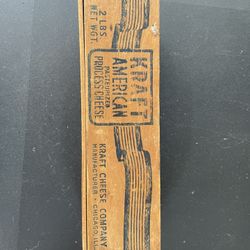 2 LBS.
NET WGT.
KRAFT
AMERICAN
PASTEURIZED
PROCESS CHEESE
KRAFT CHEESE COMPANY
MANUFACTURER - CHICAGO, ILL.